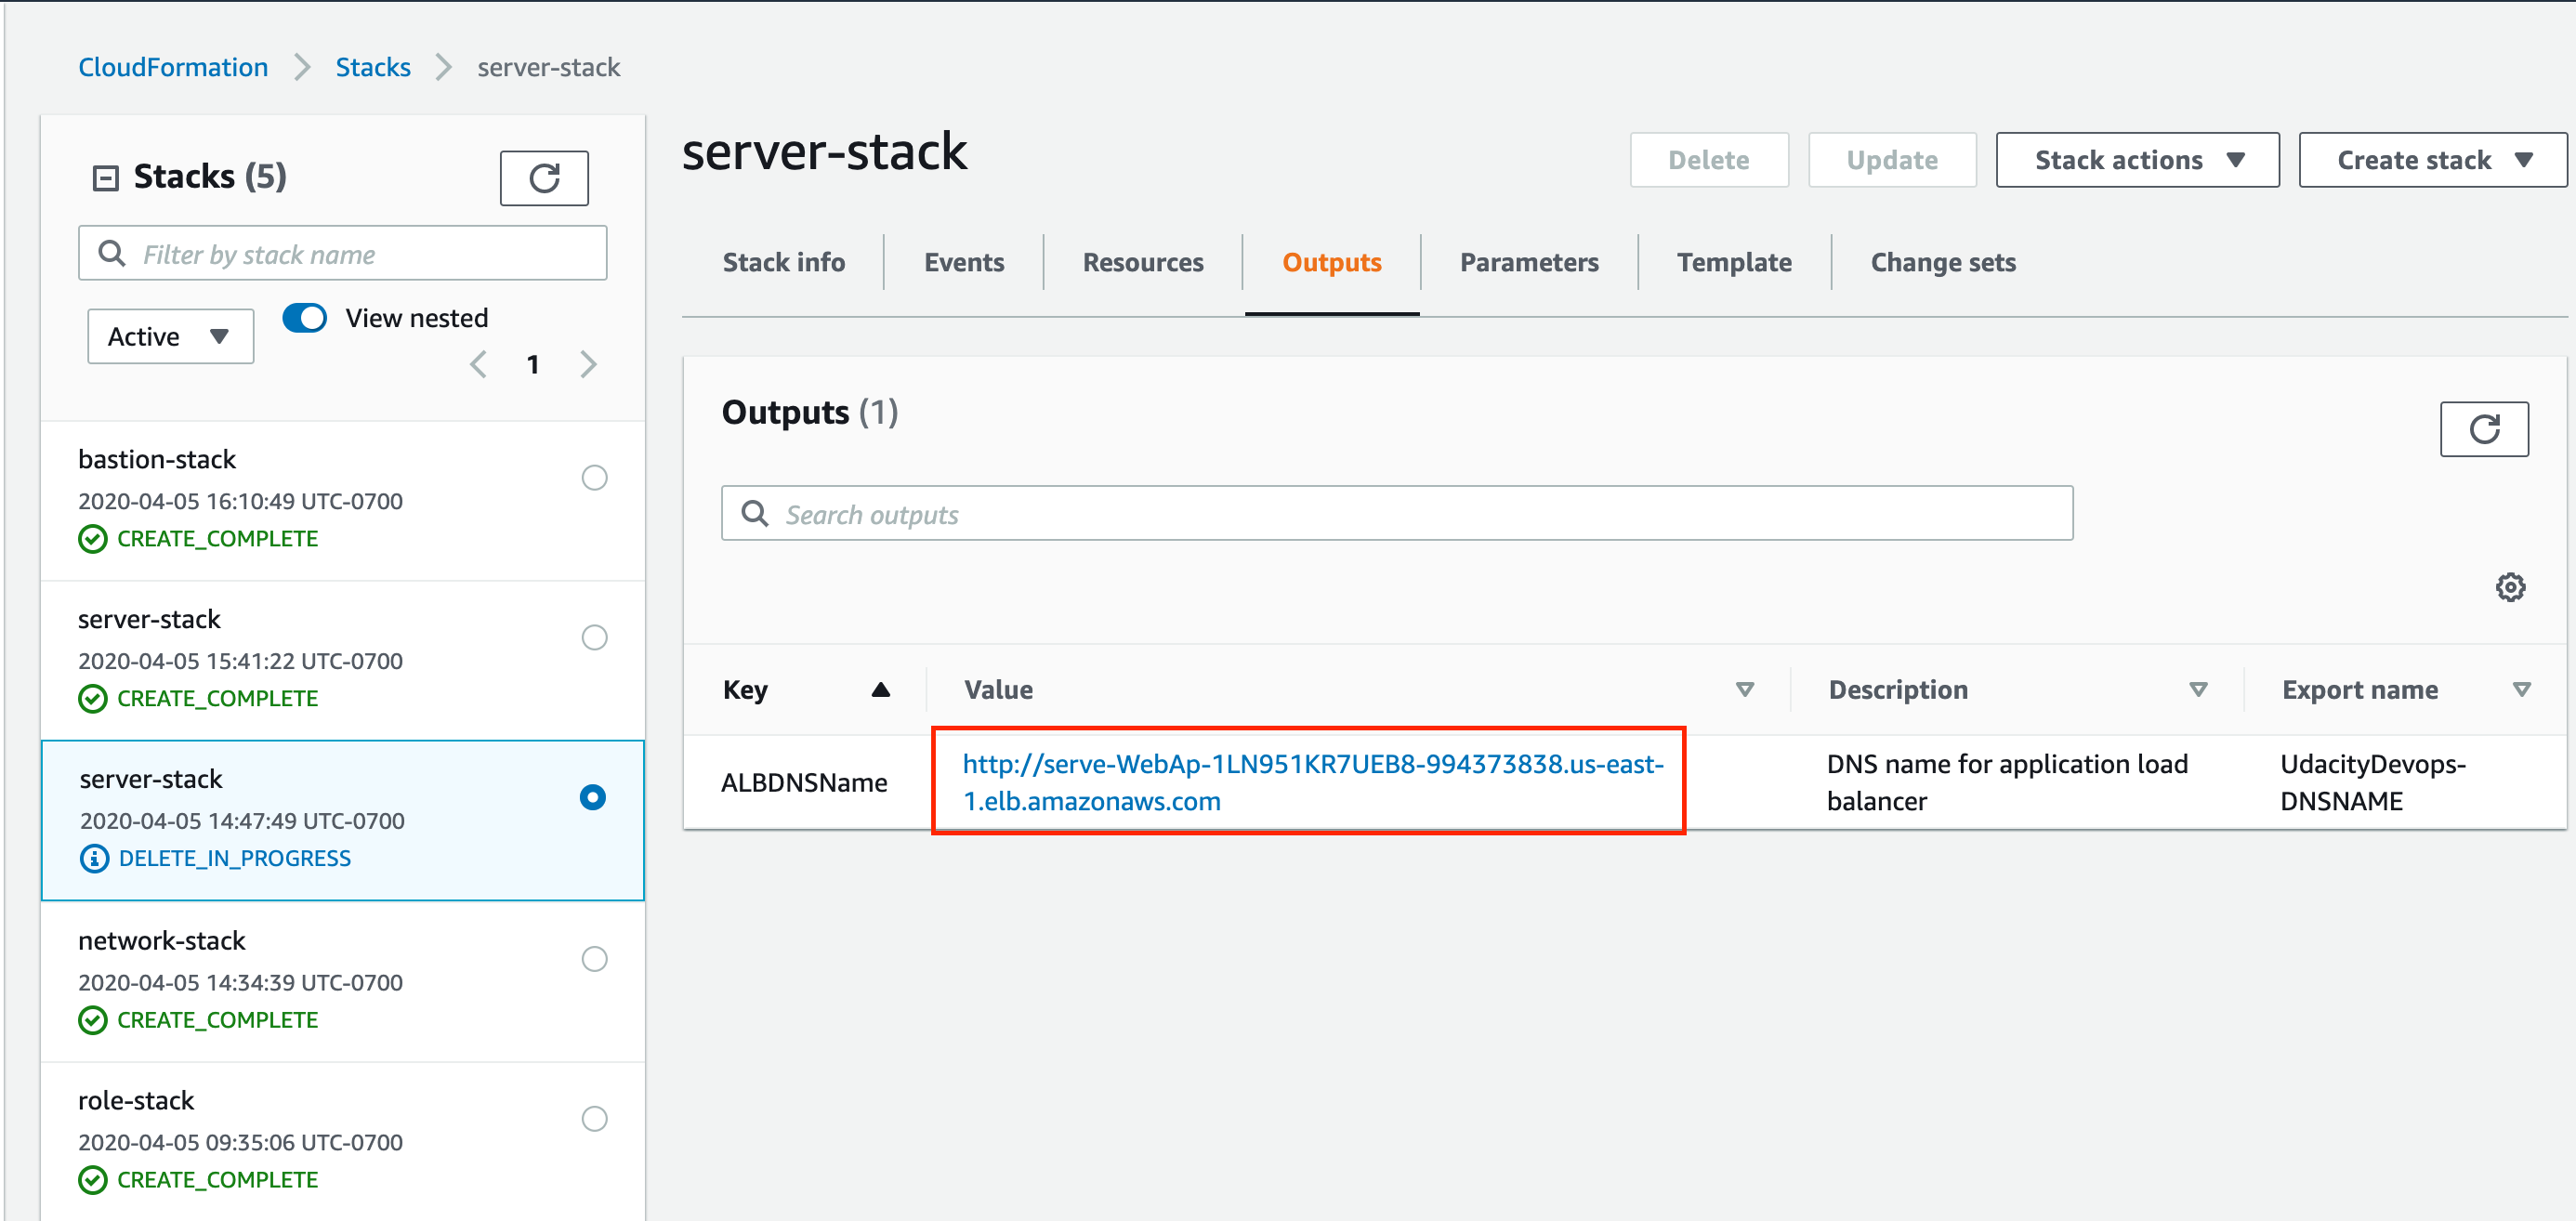 CloudFormation
Stacks
server-stack
Stacks (5)
Filter by stack name
Active
View nested
1
bastion-stack
2020-04-05 16:10:49 UTC-0700
CREATE_COMPLETE
server-stack
2020-04-05 15:41:22 UTC-0700
CREATE_COMPLETE
server-stack
2020-04-05 14:47:49 UTC-0700
DELETE_IN_PROGRESS
network-stack
2020-04-05 14:34:39 UTC-0700
CREATE_COMPLETE
role-stack
2020-04-05 09:35:06 UTC-0700
CREATE_COMPLETE
server-stack
Delete
Update
Stack actions
Create stack
Stack info
Events
Resources
Outputs
Parameters
Template
Change sets
Outputs (1)
Search outputs
Key
Value
Description
Export name
ALBDNSName
http://serve-WebAp-1LN951KR7UEB8-994373838.us-east-
1.elb.amazonaws.com
DNS name for application load
balancer
UdacityDevops-
DNSNAME